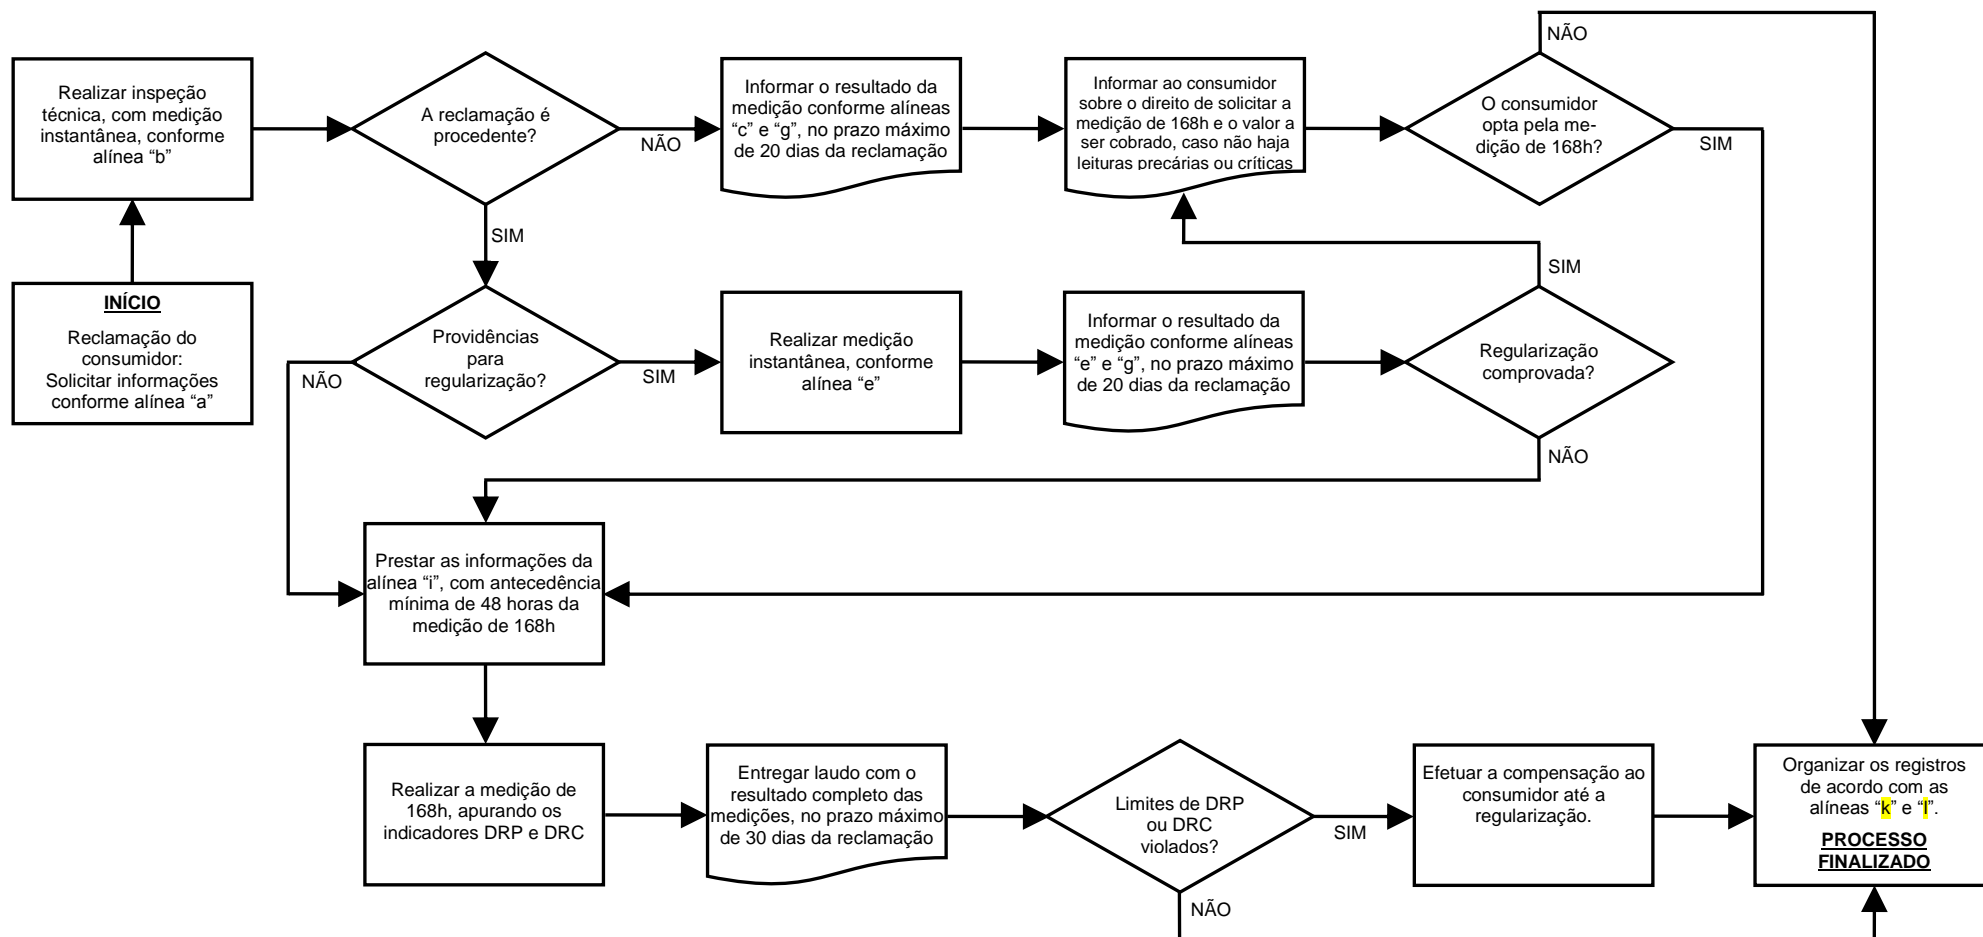 Realizar inspeção
técnica, com medição
instantânea, conforme
alínea “b”
A reclamação é
procedente?
NÃO
SIM
Informar o resultado da
medição conforme alíneas
“c” e “g”, no prazo máximo
de 20 dias da reclamação
Informar ao consumidor
sobre o direito de solicitar a
medição de 168h e o valor a
ser cobrado, caso não haja
leituras precárias ou críticas
O consumidor
opta pela me-
dição de 168h?
NÃO
SIM
INÍCIO
Reclamação do
consumidor:
Solicitar informações
conforme alínea “a”
Providências
para
regularização?
NÃO
SIM
Realizar medição
instantânea, conforme
alínea “e”
Informar o resultado da
medição conforme alíneas
“e” e “g”, no prazo máximo
de 20 dias da reclamação
Regularização
comprovada?
SIM
NÃO
Prestar as informações da
alínea “i”, com antecedência
mínima de 48 horas da
medição de 168h
Realizar a medição de
168h, apurando os
indicadores DRP e DRC
Entregar laudo com o
resultado completo das
medições, no prazo máximo
de 30 dias da reclamação
Limites de DRP
ou DRC
violados?
SIM
NÃO
Efetuar a compensação ao
consumidor até a
regularização.
Organizar os registros
de acordo com as
alíneas “k” e “l”.
PROCESSO
FINALIZADO